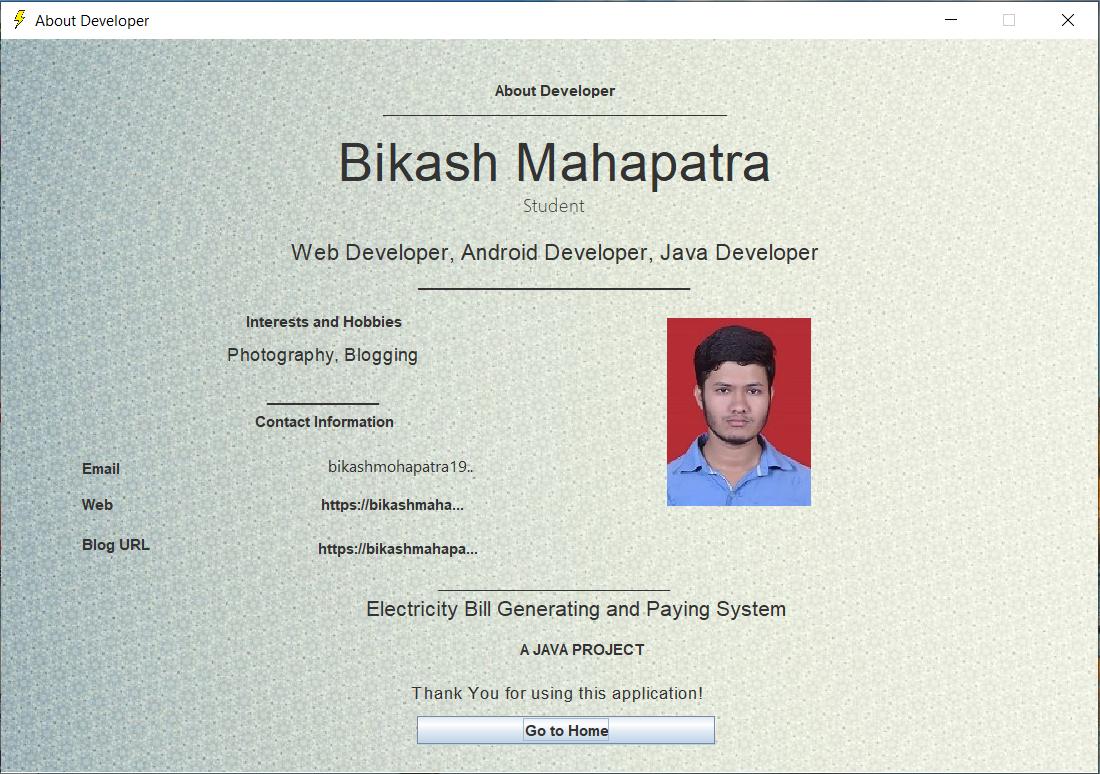 About Developer
About Developer
Bikash Mahapatra
Student
Web Developer, Android Developer, Java Developer
Interests and Hobbies
Photography, Blogging
Contact Information
Email bikashmohapatra19..
Web https://bikashmaha...
Blog URL https://bikashmahapa...
Electricity Bill Generating and Paying System
A JAVA PROJECT
Thank You for using this application!
Go to Home